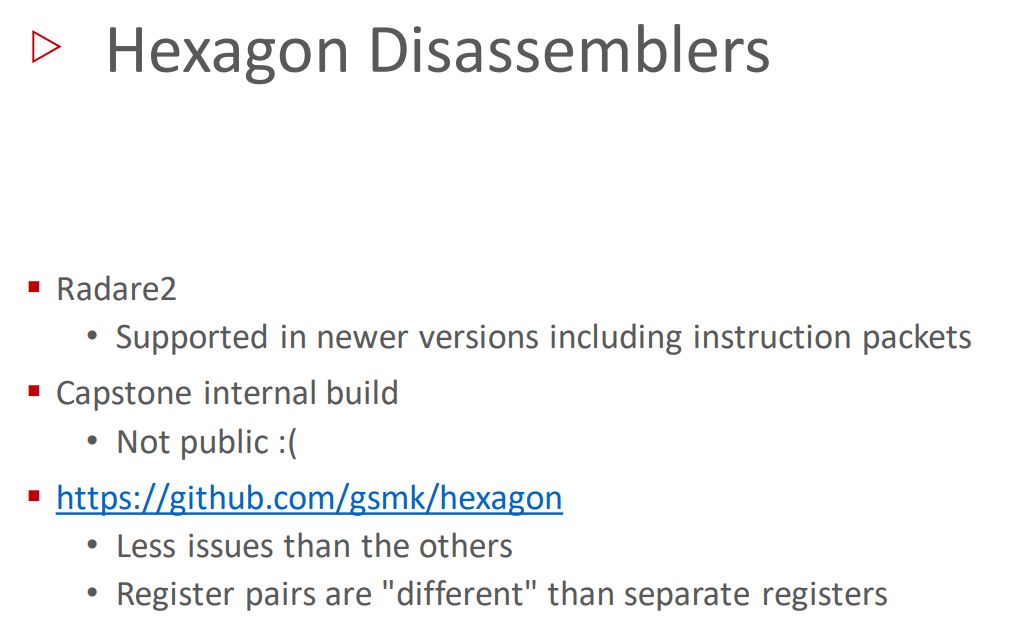 Hexagon Disassemblers
Radare2
Supported in newer versions including instruction packets
Capstone internal build
Not public :(
https://github.com/gsmk/hexagon
Less issues than the others
Register pairs are "different" than separate registers